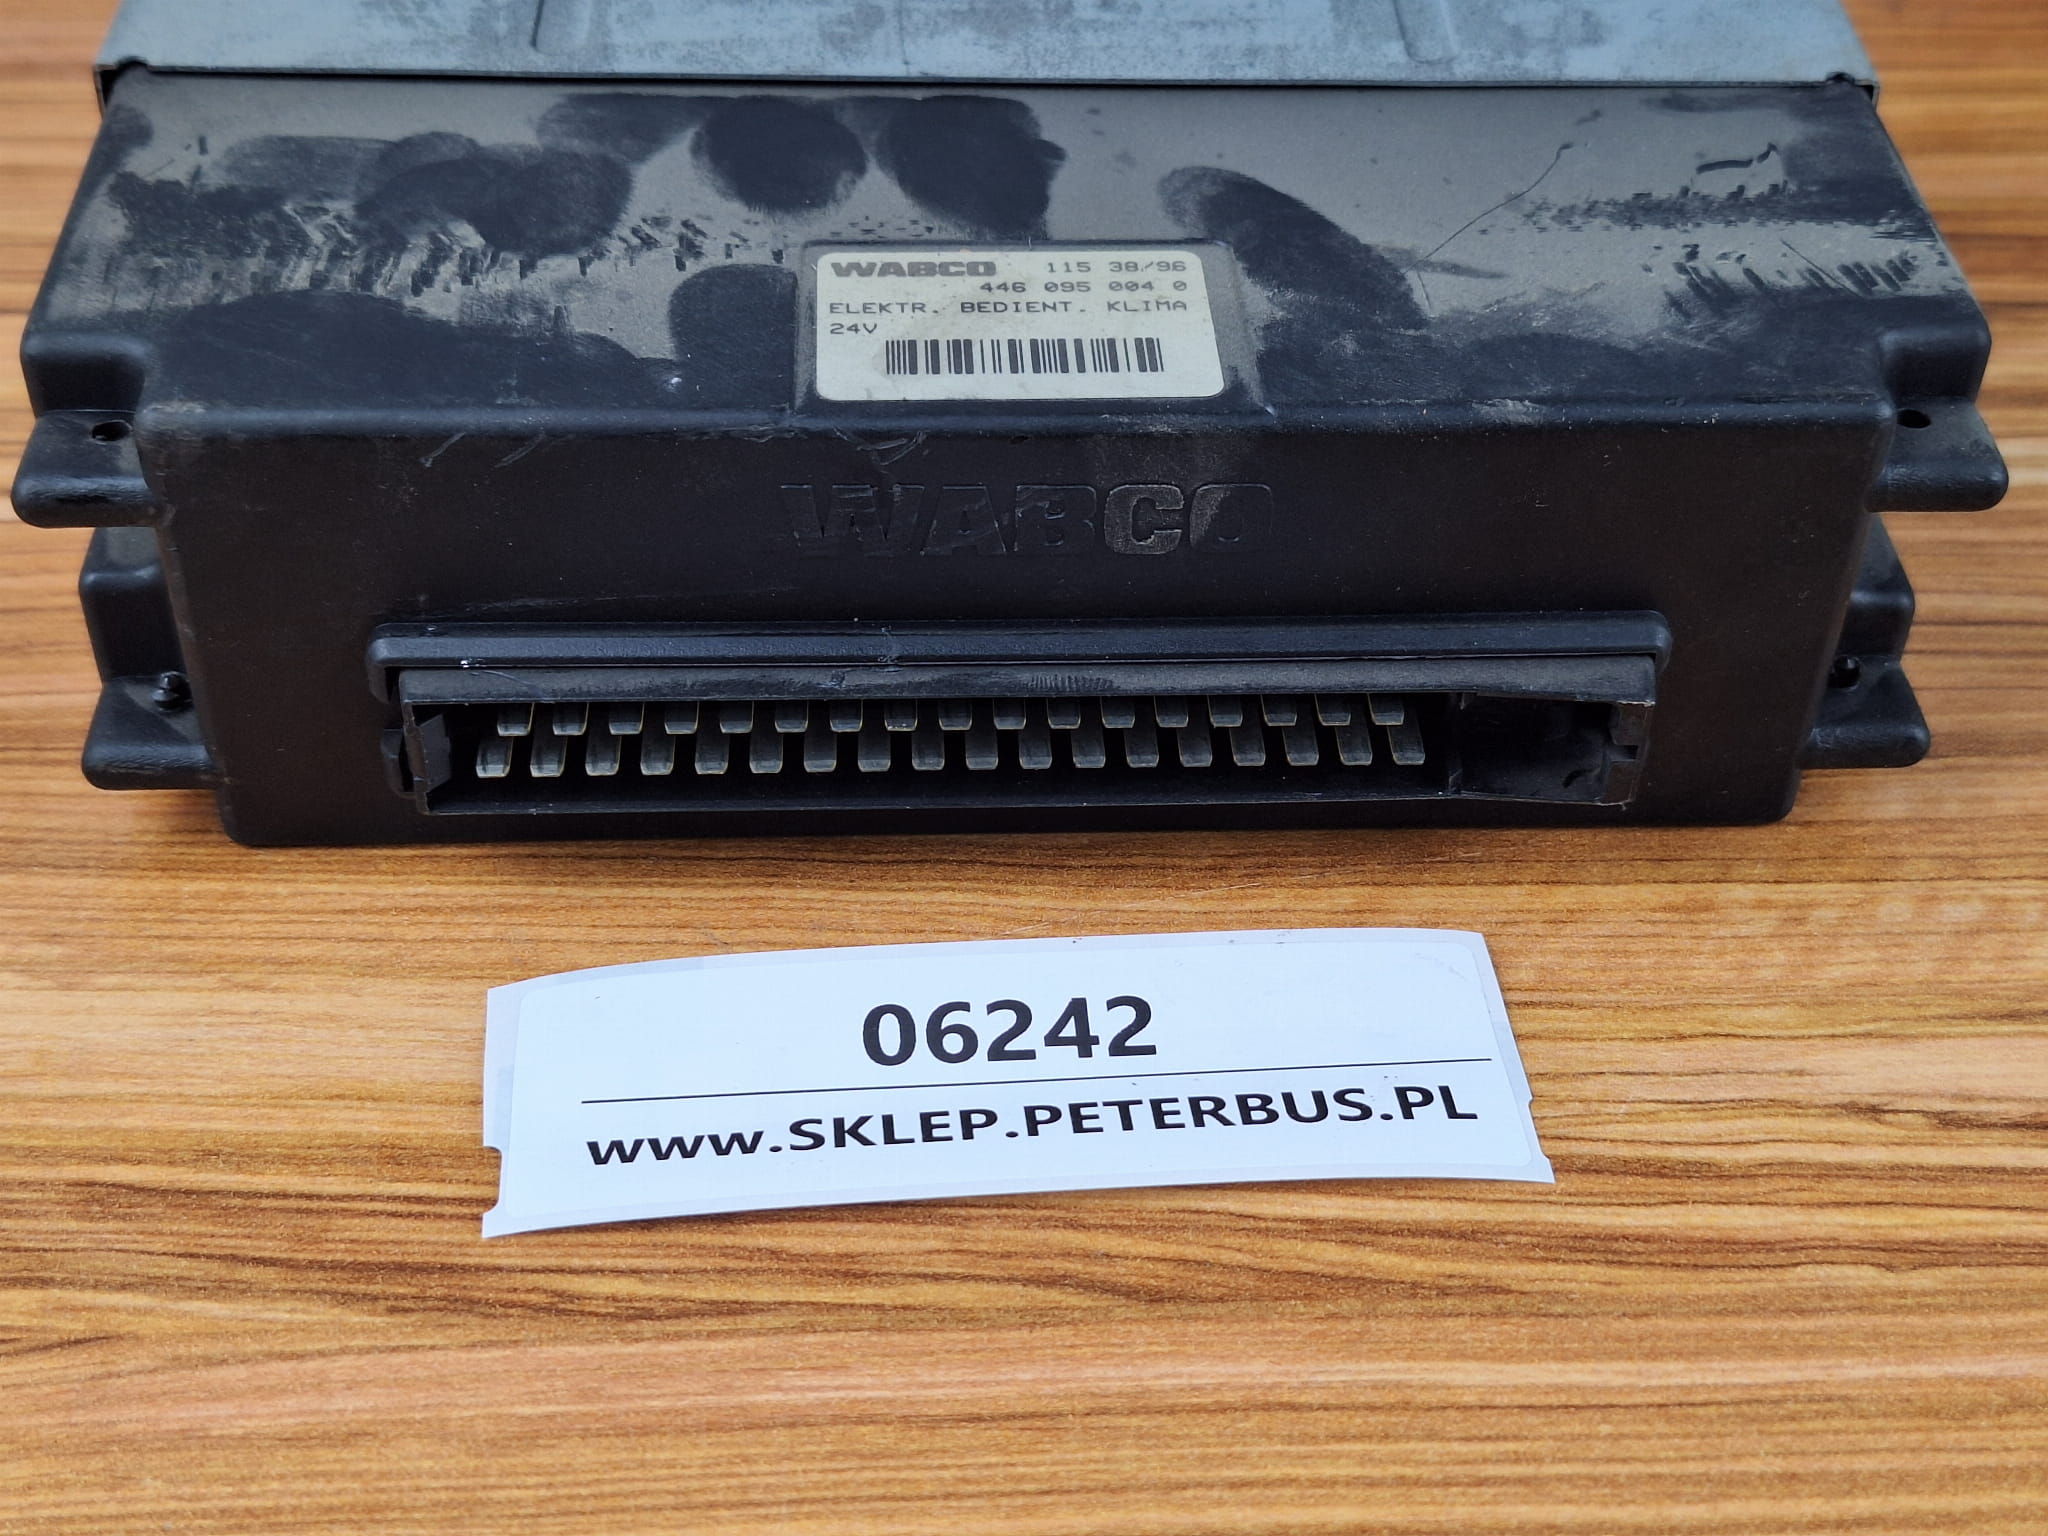 WABCO 115 38/96
446 095 004 0
ELEKTR. BEDIENT. KLIMA
24V
WABCO
06242
www.SKLEP.PETERBUS.PL